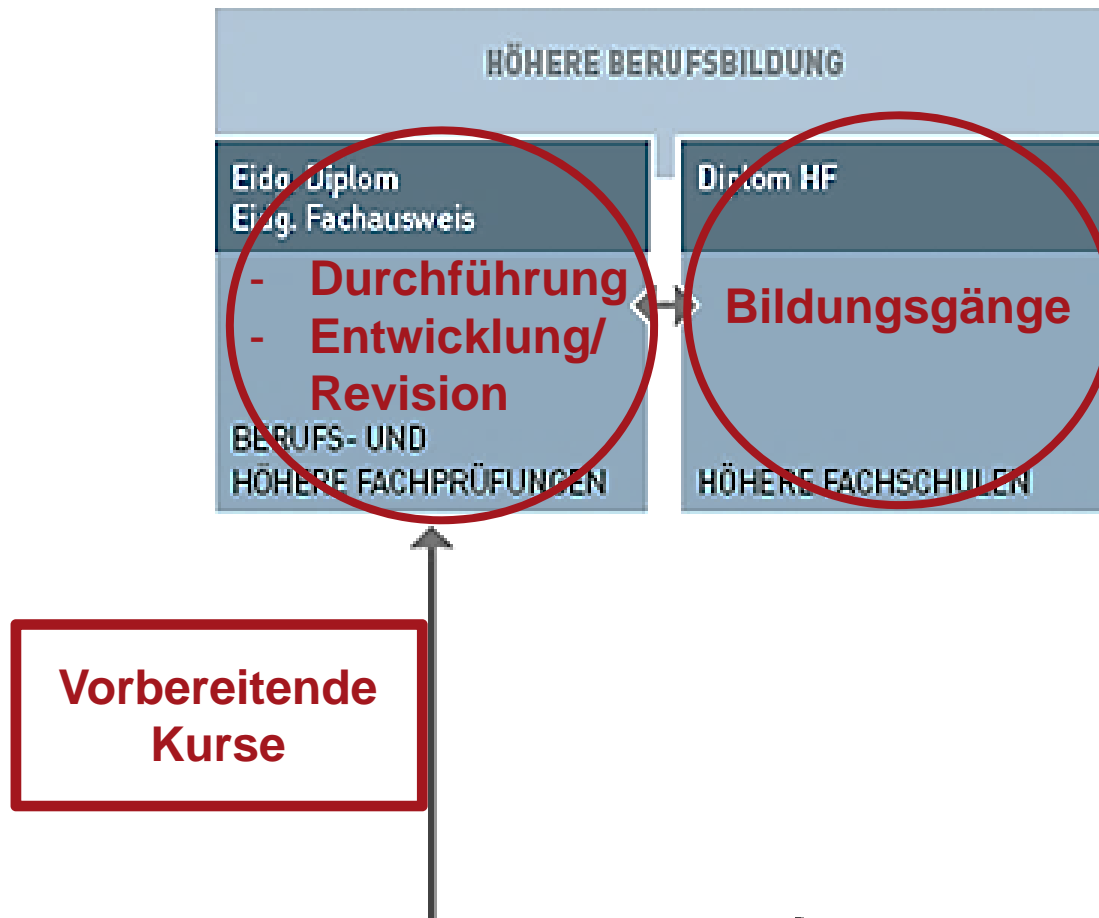 HÖHERE BERUFSBILDUNG
Eidg. Diplom
Eidg. Fachausweis
- Durchführung
- Entwicklung/
Revision
BERUFS- UND
HÖHERE FACHPRÜFUNGEN
Diplom HF
Bildungsgänge
HÖHERE FACHSCHULEN
Vorbereitende
Kurse